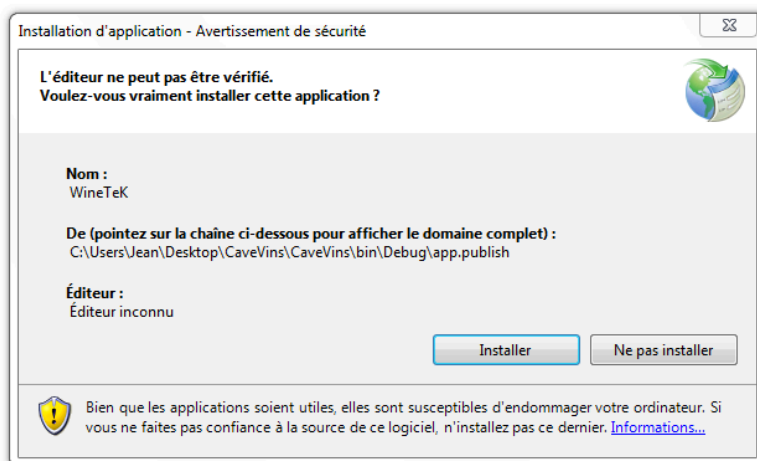 Installation d'application - Avertissement de sécurité
L'éditeur ne peut pas être vérifié.
Voulez-vous vraiment installer cette application ?
Nom :
WineTeK
De (pointez sur la chaîne ci-dessous pour afficher le domaine complet) :
C:\Users\Jean\Desktop\CaveVins\CaveVins\bin\Debug\app.publish
Éditeur :
Éditeur inconnu
Installer
Ne pas installer
Bien que les applications soient utiles, elles sont susceptibles d'endommager votre ordinateur. Si
vous ne faites pas confiance à la source de ce logiciel, n'installez pas ce dernier. Informations...